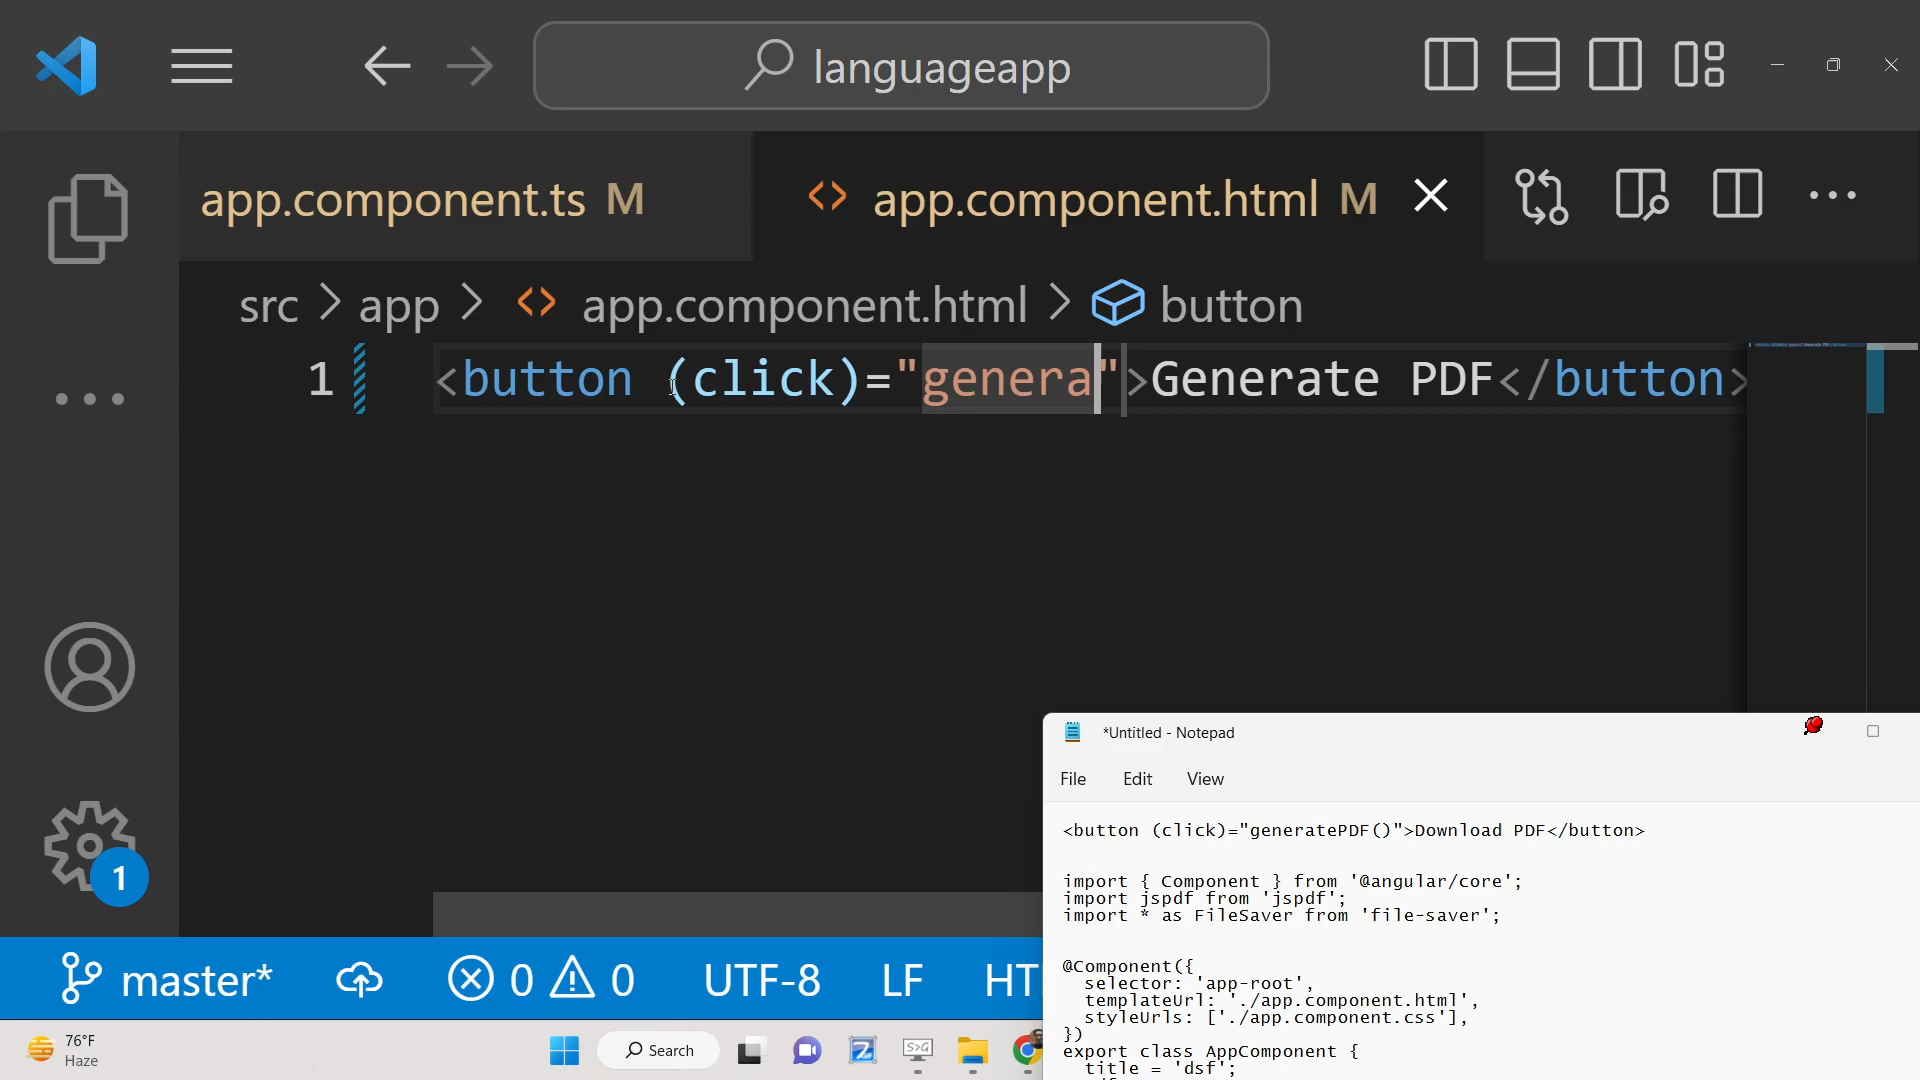 languageapp
app.component.ts M
app.component.html M
src > app > app.component.html > button
1 <button (click)="genera">Generate PDF</button>
*Untitled - Notepad
File Edit View
<button (click)="generatePDF()">Download PDF</button>
import { Component } from '@angular/core';
import jspdf from 'jspdf';
import * as FileSaver from 'file-saver';
@Component({
selector: 'app-root',
templateUrl: './app.component.html',
styleUrls: ['./app.component.css'],
})
export class AppComponent {
title = 'dsf';
1
master* 0 0 UTF-8 LF HT
76°F
Haze
Search